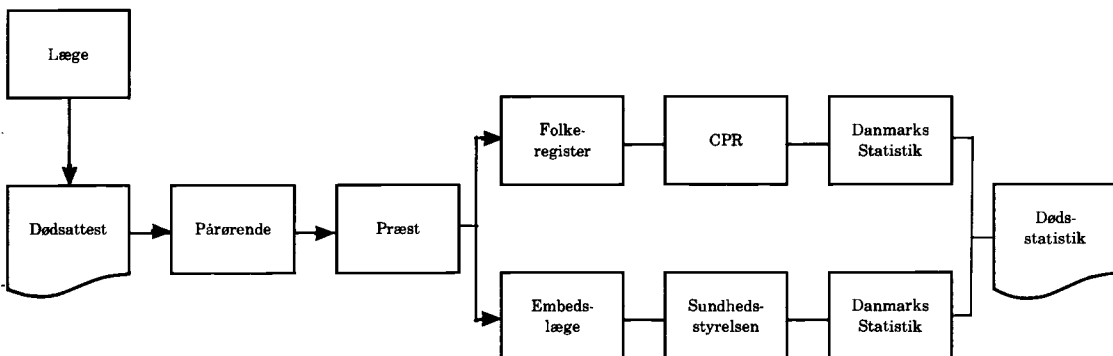 Læge
Dødsattest
Pårørende
Præst
Folke-
register
CPR
Danmarks
Statistik
Embeds-
læge
Sundheds-
styrelsen
Danmarks
Statistik
Døds-
statistik